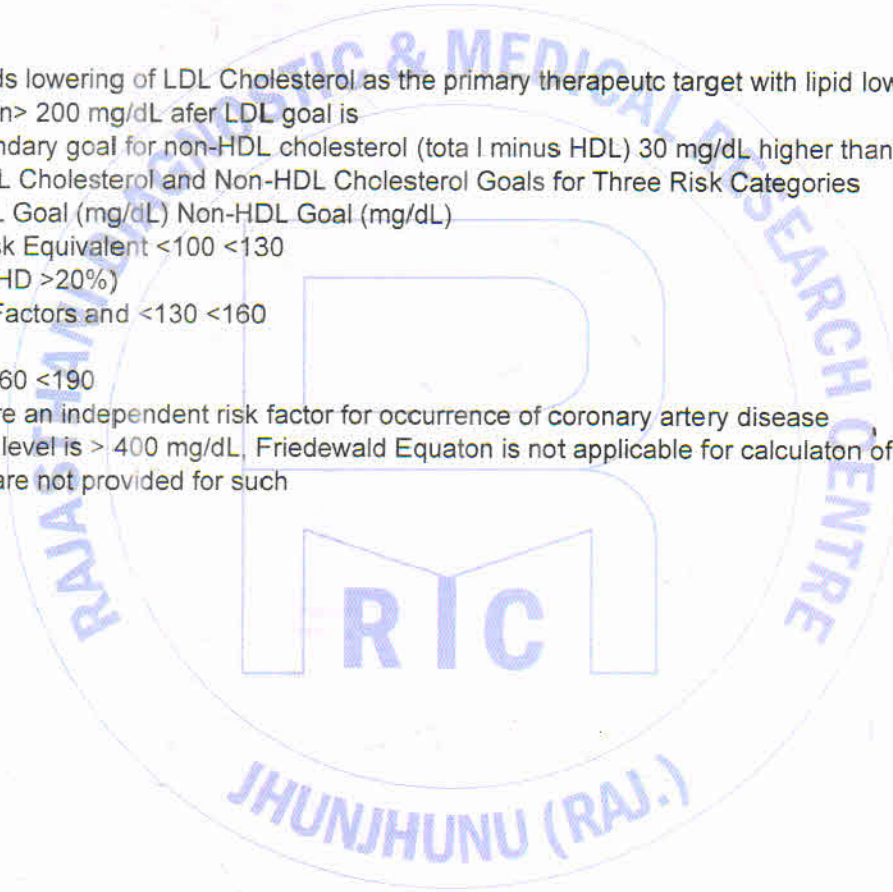 ds lowering of LDL Cholesterol as the primary therapeutc target with lipid low
n> 200 mg/dL afer LDL goal is
ndary goal for non-HDL cholesterol (tota l minus HDL) 30 mg/dL higher than
L Cholesterol and Non-HDL Cholesterol Goals for Three Risk Categories
L Goal (mg/dL) Non-HDL Goal (mg/dL)
sk Equivalent <100 <130
HD >20%)
Factors and <130 <160
60 <190
re an independent risk factor for occurrence of coronary artery disease
level is > 400 mg/dL, Friedewald Equaton is not applicable for calculaton of
are not provided for such
RAJASTHANI DIAGNOSTIC & MEDICAL RESEARCH CENTRE
R I C
JHUNJHUNU (RAJ.)